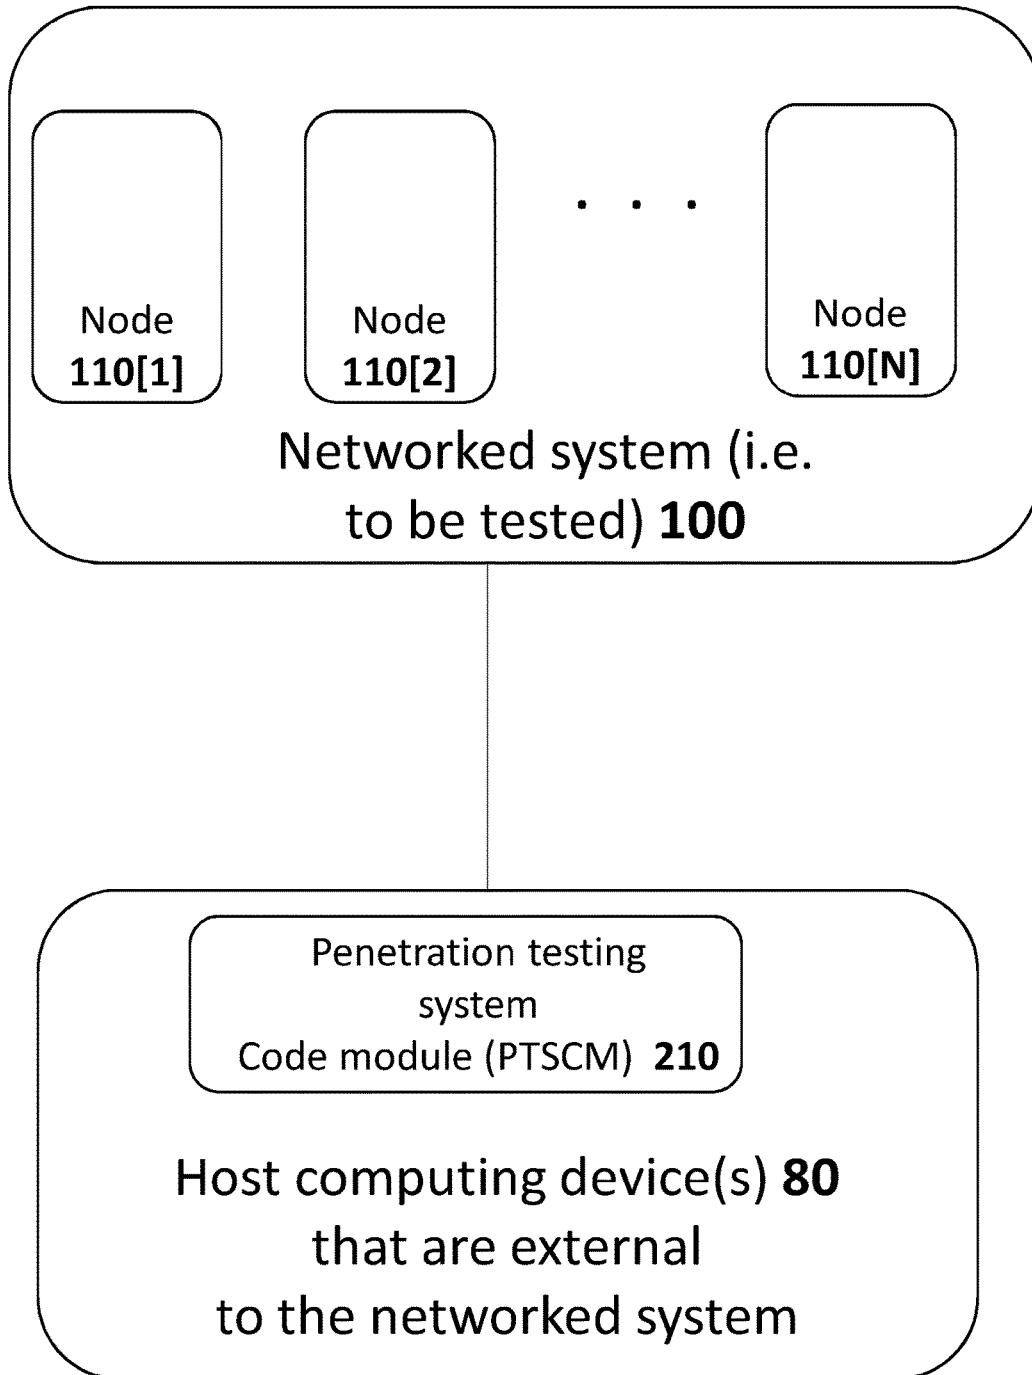 Node
110[1]
Node
110[2]
. . .
Node
110[N]
Networked system (i.e.
to be tested) 100
Penetration testing
system
Code module (PTSCM) 210
Host computing device(s) 80
that are external
to the networked system